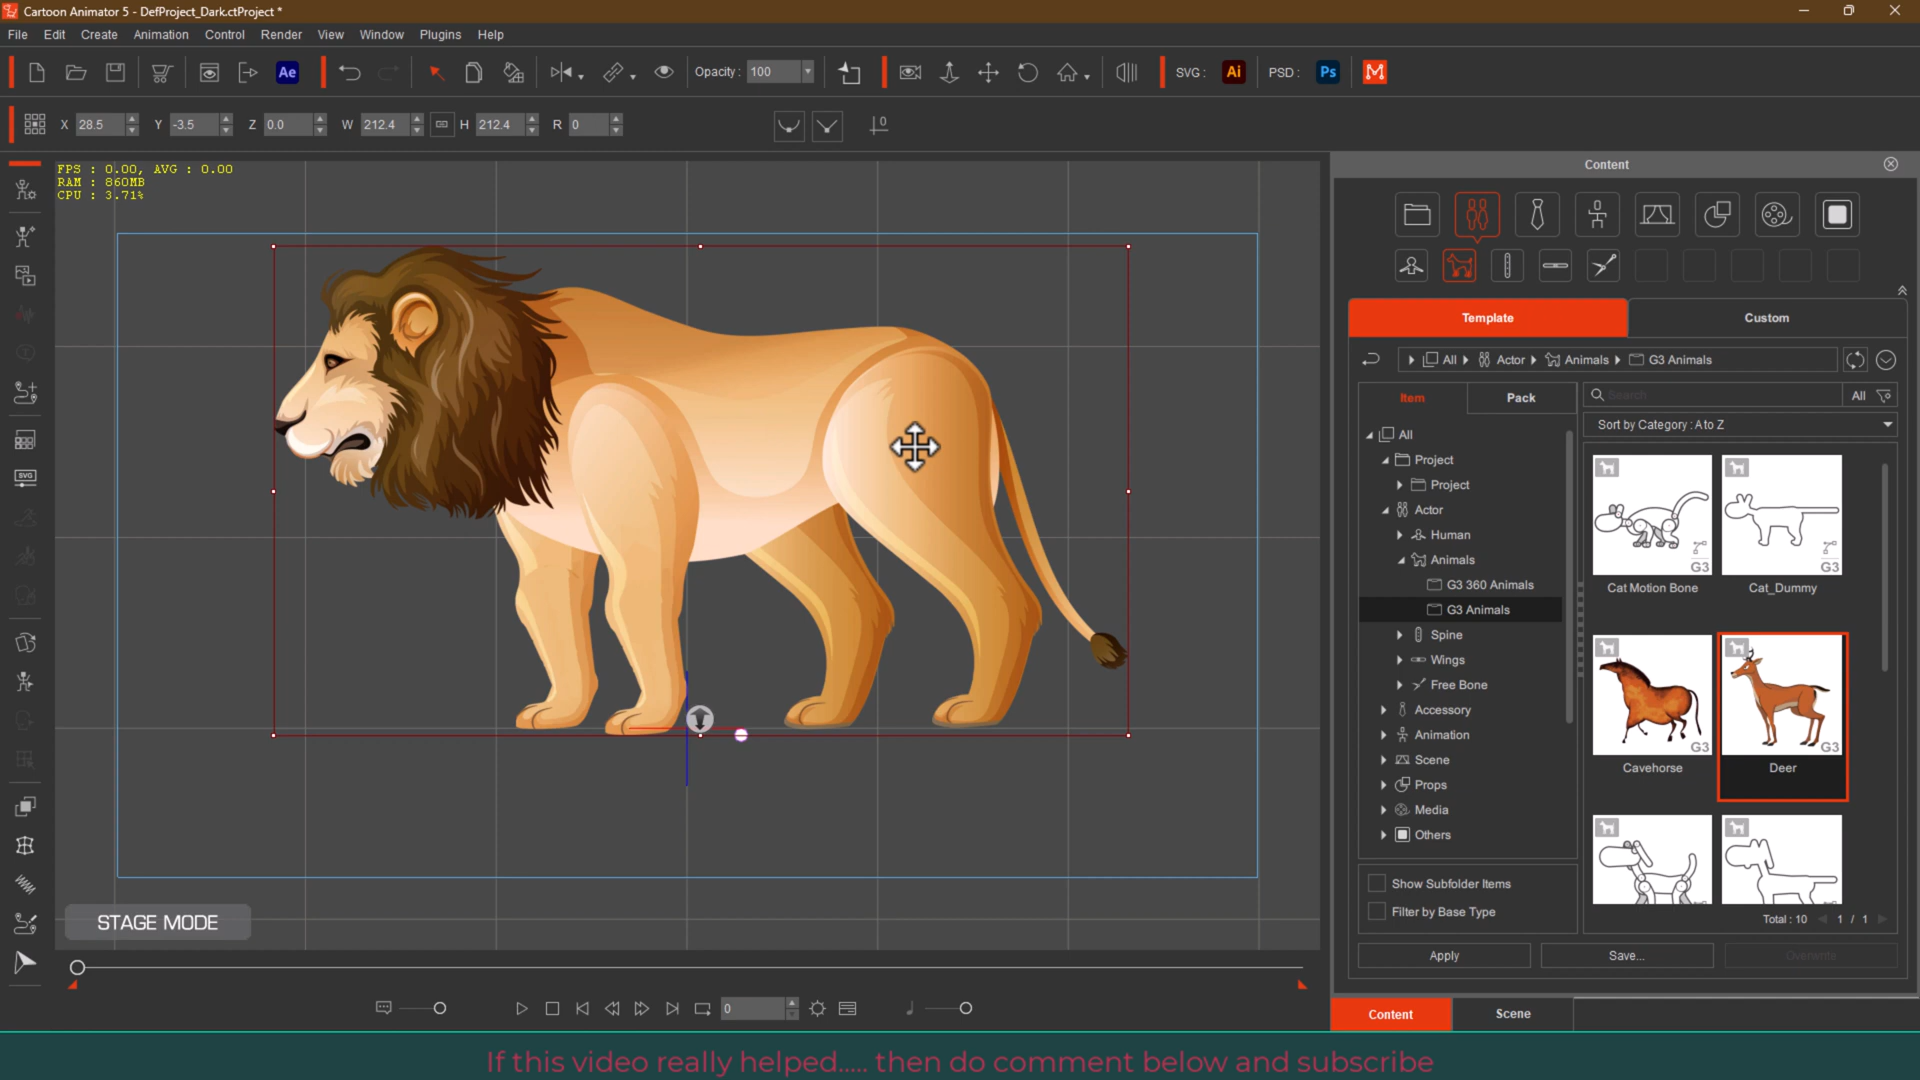 Cartoon Animator 5 - DefProject_Dark.ctProject *
File Edit Create Animation Control Render View Window Plugins Help
Ae Opacity : 100 SVG : Ai PSD : Ps
X 28.5 Y -3.5 Z 0.0 W 212.4 H 212.4 R 0
FPS : 0.00, AVG : 0.00
RAM : 860MB
CPU : 3.71%
SVG
STAGE MODE
0
Content
Template Custom
All Actor Animals G3 Animals
Item Pack
Search All
Sort by Category : A to Z
All
Project
Project
Actor
Human
Animals
G3 360 Animals
G3 Animals
Spine
Wings
Free Bone
Accessory
Animation
Scene
Props
Media
Others
Show Subfolder Items
Filter by Base Type
G3 G3
Cat Motion Bone Cat_Dummy
G3 G3
Cavehorse Deer
Total : 10 1 / 1
Apply Save... Overwrite
Content Scene
If this video really helped..... then do comment below and subscribe